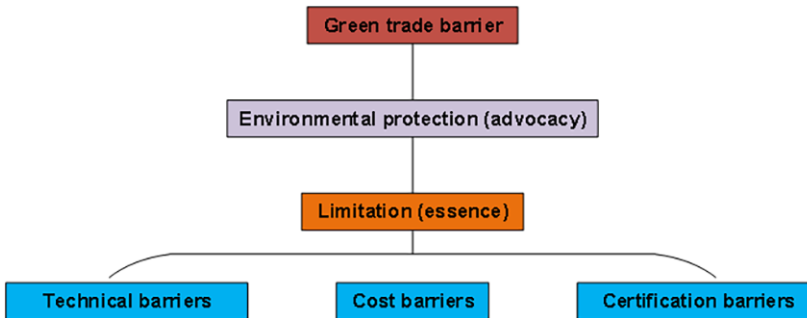 Green trade barrier
Environmental protection (advocacy)
Limitation (essence)
Technical barriers
Cost barriers
Certification barriers